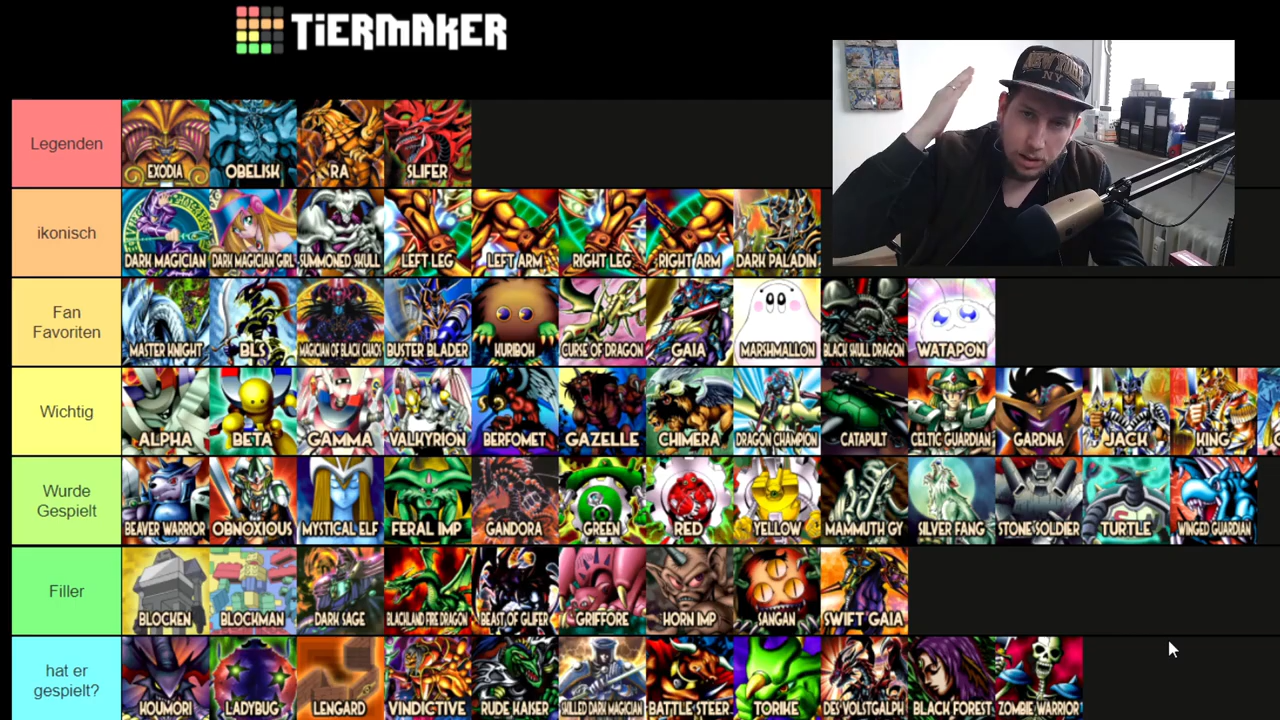 TiERMAKER
NEW YORK
NY
Legenden
EXODIA OBELISK RA SLIFER
ikonisch
DARK MAGICIAN DARK MAGICIAN GIRL SUMMONED SKULL LEFT LEG LEFT ARM RIGHT LEG RIGHT ARM DARK PALADIN
Fan
Favoriten
MASTER KNIGHT BLS MAGICIAN OF BLACK CHAOS BUSTER BLADER KURIBOH CURSE OF DRAGON GAIA MARSHMALLON BLACK SKULL DRAGON WATAPON
Wichtig
ALPHA BETA GAMMA VALKYRION BERFOMET GAZELLE CHIMERA DRAGON CHAMPION CATAPULT CELTIC GUARDIAN GARDNA JACK KING
Wurde
Gespielt
BEAVER WARRIOR OBNOXIOUS MYSTICAL ELF FERAL IMP GANDORA GREEN RED YELLOW MAMMUTH GY SILVER FANG STONE SOLDIER TURTLE WINGED GUARDIAN
Filler
BLOCKEN BLOCKMAN DARK SAGE BLACKLAND FIRE DRAGON BEAST OF GLIFER GRIFFORE HORN IMP SANGAN SWIFT GAIA
hat er
gespielt?
KOUMORI LADYBUG LENGARD VINDICTIVE RUDE KAISER SKILLED DARK MAGICIAN BATTLE STEER TORIKE DES VOLSTGALPH BLACK FOREST ZOMBIE WARRIOR